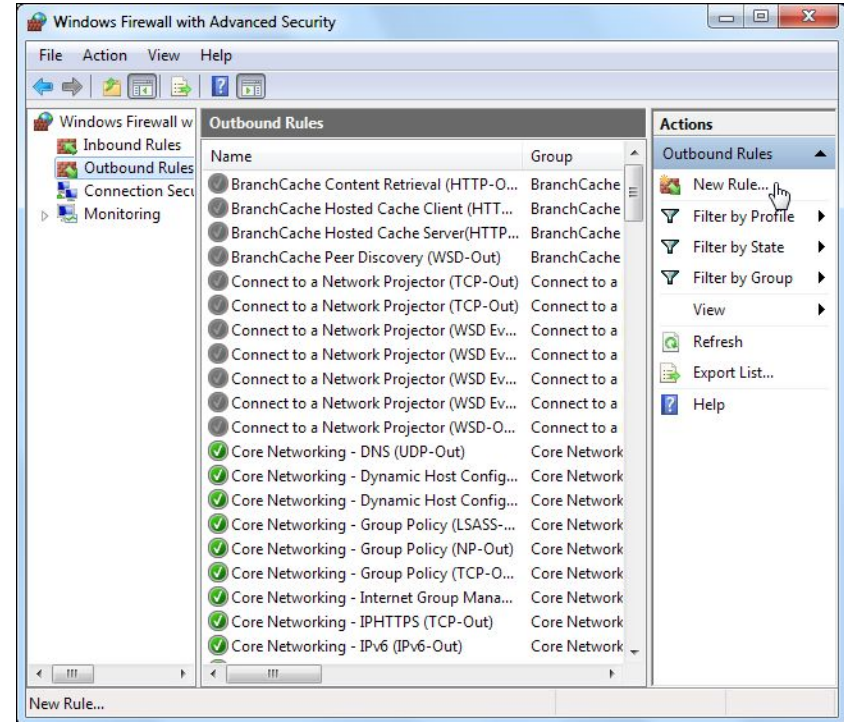 Windows Firewall with Advanced Security
File Action View Help
Windows Firewall w
Inbound Rules
Outbound Rules
Connection Secu
Monitoring
Outbound Rules
Name Group
BranchCache Content Retrieval (HTTP-O... BranchCache
BranchCache Hosted Cache Client (HTT... BranchCache
BranchCache Hosted Cache Server(HTTP... BranchCache
BranchCache Peer Discovery (WSD-Out) BranchCache
Connect to a Network Projector (TCP-Out) Connect to a
Connect to a Network Projector (TCP-Out) Connect to a
Connect to a Network Projector (WSD Ev... Connect to a
Connect to a Network Projector (WSD Ev... Connect to a
Connect to a Network Projector (WSD Ev... Connect to a
Connect to a Network Projector (WSD Ev... Connect to a
Connect to a Network Projector (WSD-O... Connect to a
Core Networking - DNS (UDP-Out) Core Network
Core Networking - Dynamic Host Config... Core Network
Core Networking - Dynamic Host Config... Core Network
Core Networking - Group Policy (LSASS-... Core Network
Core Networking - Group Policy (NP-Out) Core Network
Core Networking - Group Policy (TCP-O... Core Network
Core Networking - Internet Group Mana... Core Network
Core Networking - IPHTTPS (TCP-Out) Core Network
Core Networking - IPv6 (IPv6-Out) Core Network
Actions
Outbound Rules
New Rule...
Filter by Profile
Filter by State
Filter by Group
View
Refresh
Export List...
Help
New Rule...